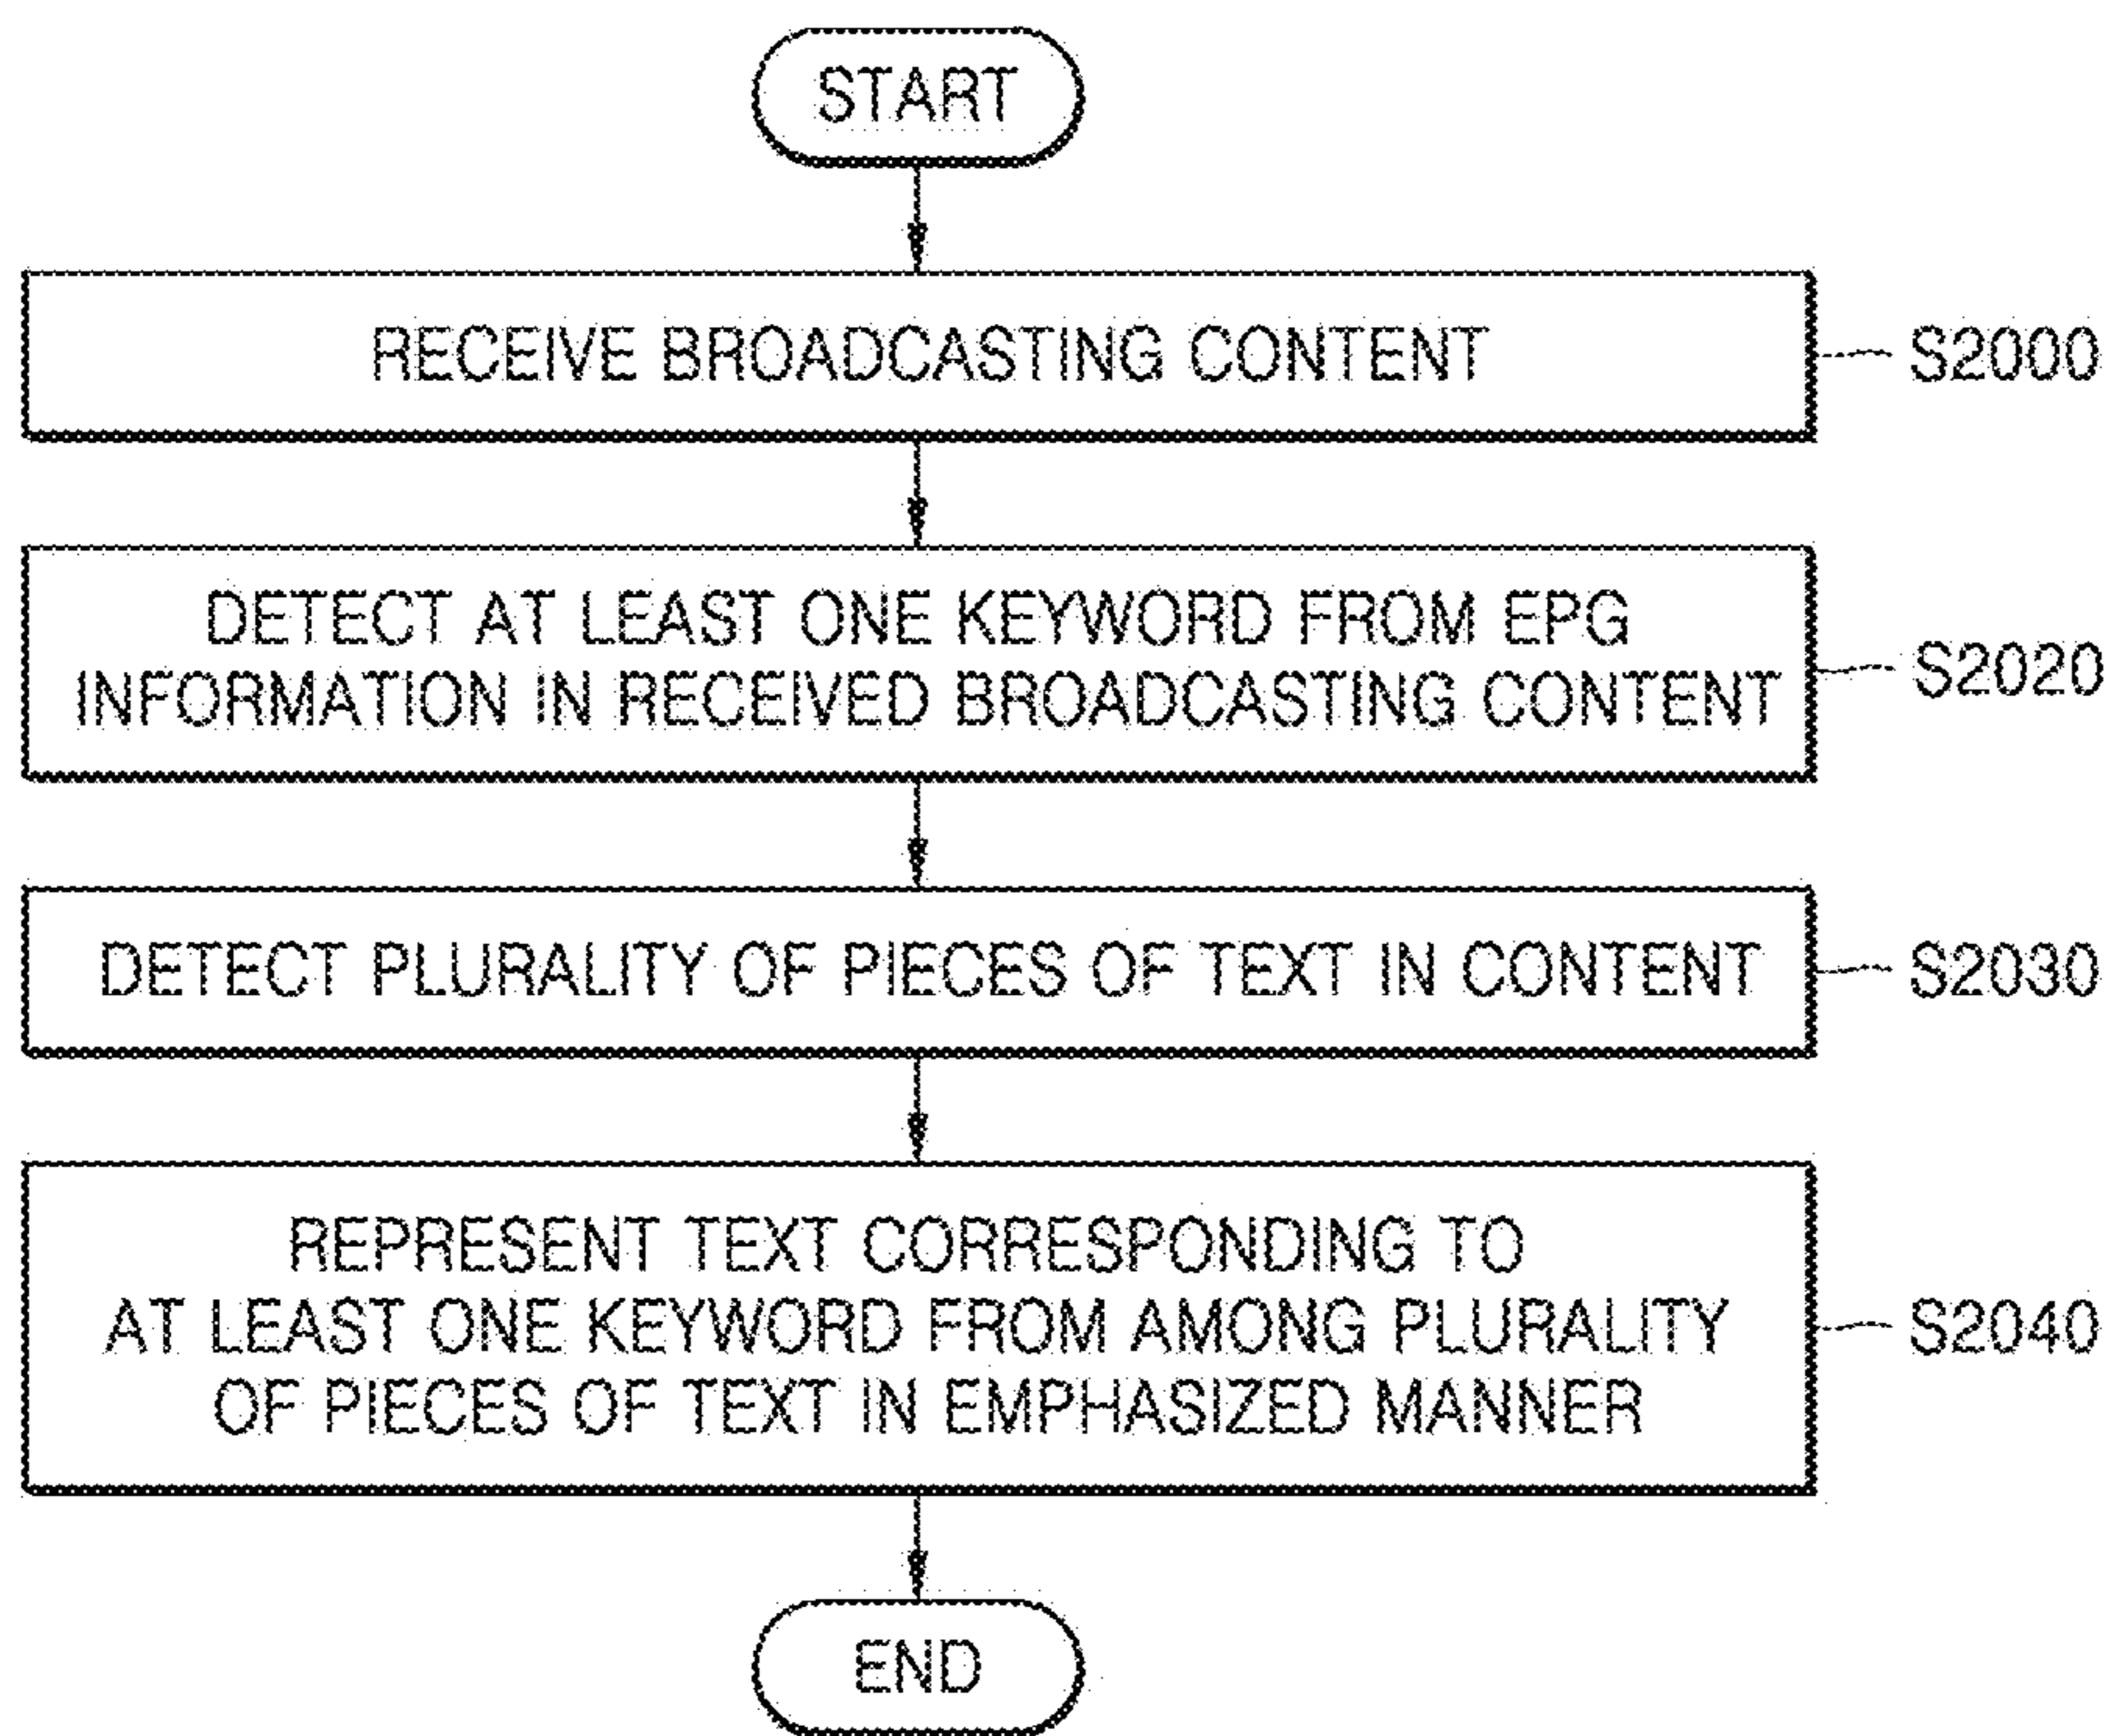 START
RECEIVE BROADCASTING CONTENT
S2000
DETECT AT LEAST ONE KEYWORD FROM EPG
INFORMATION IN RECEIVED BROADCASTING CONTENT
S2020
DETECT PLURALITY OF PIECES OF TEXT IN CONTENT
S2030
REPRESENT TEXT CORRESPONDING TO
AT LEAST ONE KEYWORD FROM AMONG PLURALITY
OF PIECES OF TEXT IN EMPHASIZED MANNER
S2040
END